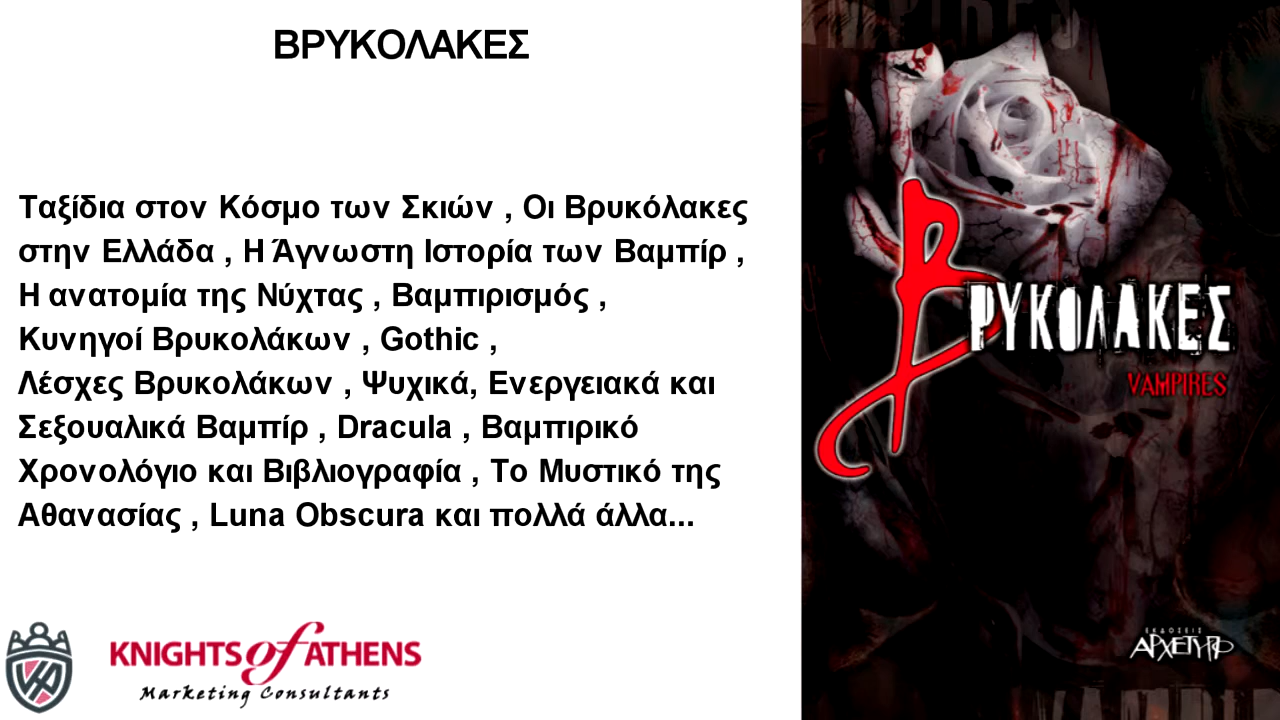 ΒΡΥΚΟΛΑΚΕΣ
Ταξίδια στον Κόσμο των Σκιών , Οι Βρυκόλακες
στην Ελλάδα , Η Άγνωστη Ιστορία των Βαμπίρ ,
Η ανατομία της Νύχτας , Βαμπιρισμός ,
Κυνηγοί Βρυκολάκων , Gothic ,
Λέσχες Βρυκολάκων , Ψυχικά, Ενεργειακά και
Σεξουαλικά Βαμπίρ , Dracula , Βαμπιρικό
Χρονολόγιο και Βιβλιογραφία , Το Μυστικό της
Αθανασίας , Luna Obscura και πολλά άλλα...
KNIGHTS of ATHENS
Marketing Consultants
ΒΡΥΚΟΛΑΚΕΣ
VAMPIRES
ΕΚΔΟΣΕΙΣ
ΑΡΧΕΤΥΠΟ